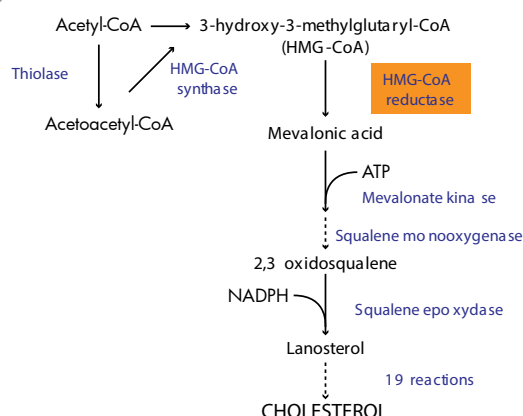 Acetyl-CoA
3-hydroxy-3-methylglutaryl-CoA
(HMG-CoA)
Thiolase
HMG-CoA
synthase
HMG-CoA
reductase
Acetoacetyl-CoA
Mevalonic acid
ATP
Mevalonate kina se
Squalene mo nooxygenase
2,3 oxidosqualene
NADPH
Squalene epo xydase
Lanosterol
19 reactions
CHOLESTEROL